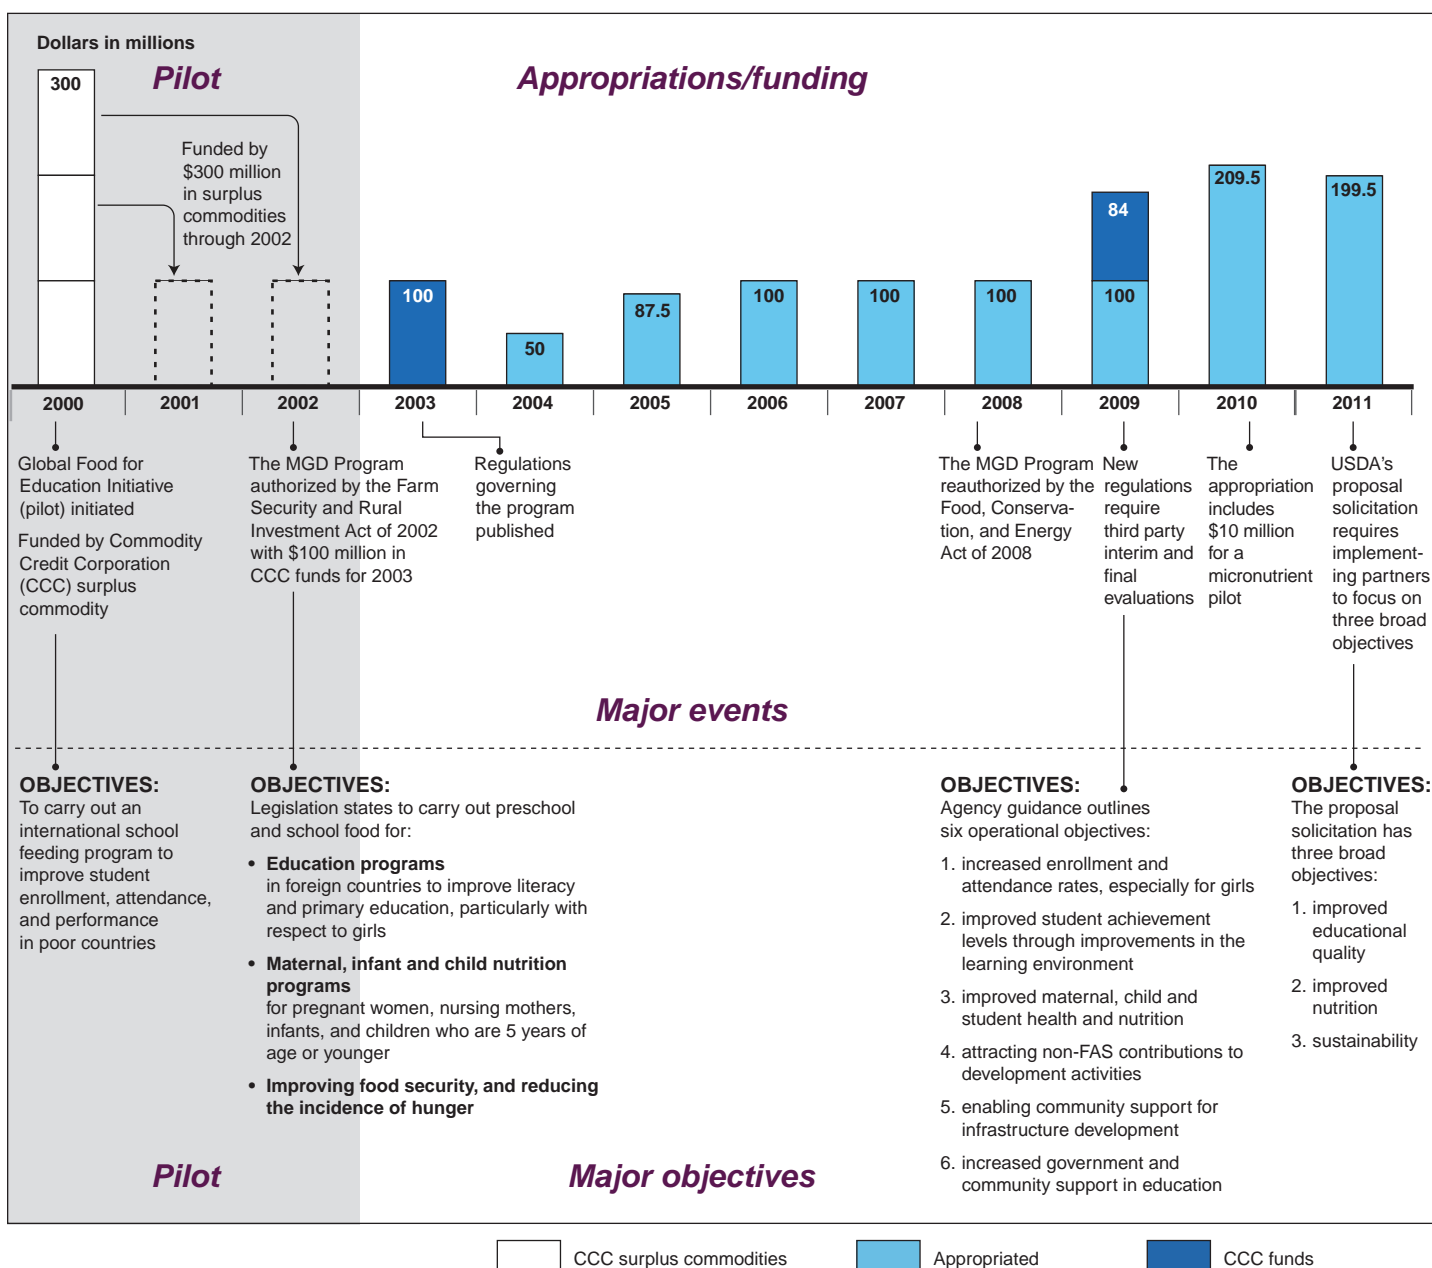 Dollars in millions
Pilot
Appropriations/funding
300
Funded by
$300 million
in surplus
commodities
through 2002
100
50
87.5
100
100
100
84
100
209.5
199.5
2000 2001 2002 2003 2004 2005 2006 2007 2008 2009 2010 2011
Global Food for
Education Initiative
(pilot) initiated
Funded by Commodity
Credit Corporation
(CCC) surplus
commodity
The MGD Program
authorized by the Farm
Security and Rural
Investment Act of 2002
with $100 million in
CCC funds for 2003
Regulations
governing
the program
published
The MGD Program
reauthorized by the
Food, Conserva-
tion, and Energy
Act of 2008
New
regulations
require
third party
interim and
final
evaluations
The
appropriation
includes
$10 million
for a
micronutrient
pilot
USDA's
proposal
solicitation
requires
implement-
ing partners
to focus on
three broad
objectives
Major events
OBJECTIVES:
To carry out an
international school
feeding program to
improve student
enrollment, attendance,
and performance
in poor countries
OBJECTIVES:
Legislation states to carry out preschool
and school food for:
• Education programs
in foreign countries to improve literacy
and primary education, particularly with
respect to girls
• Maternal, infant and child nutrition
programs
for pregnant women, nursing mothers,
infants, and children who are 5 years of
age or younger
• Improving food security, and reducing
the incidence of hunger
OBJECTIVES:
Agency guidance outlines
six operational objectives:
1. increased enrollment and
attendance rates, especially for girls
2. improved student achievement
levels through improvements in the
learning environment
3. improved maternal, child and
student health and nutrition
4. attracting non-FAS contributions to
development activities
5. enabling community support for
infrastructure development
6. increased government and
community support in education
OBJECTIVES:
The proposal
solicitation has
three broad
objectives:
1. improved
educational
quality
2. improved
nutrition
3. sustainability
Pilot
Major objectives
CCC surplus commodities
Appropriated
CCC funds